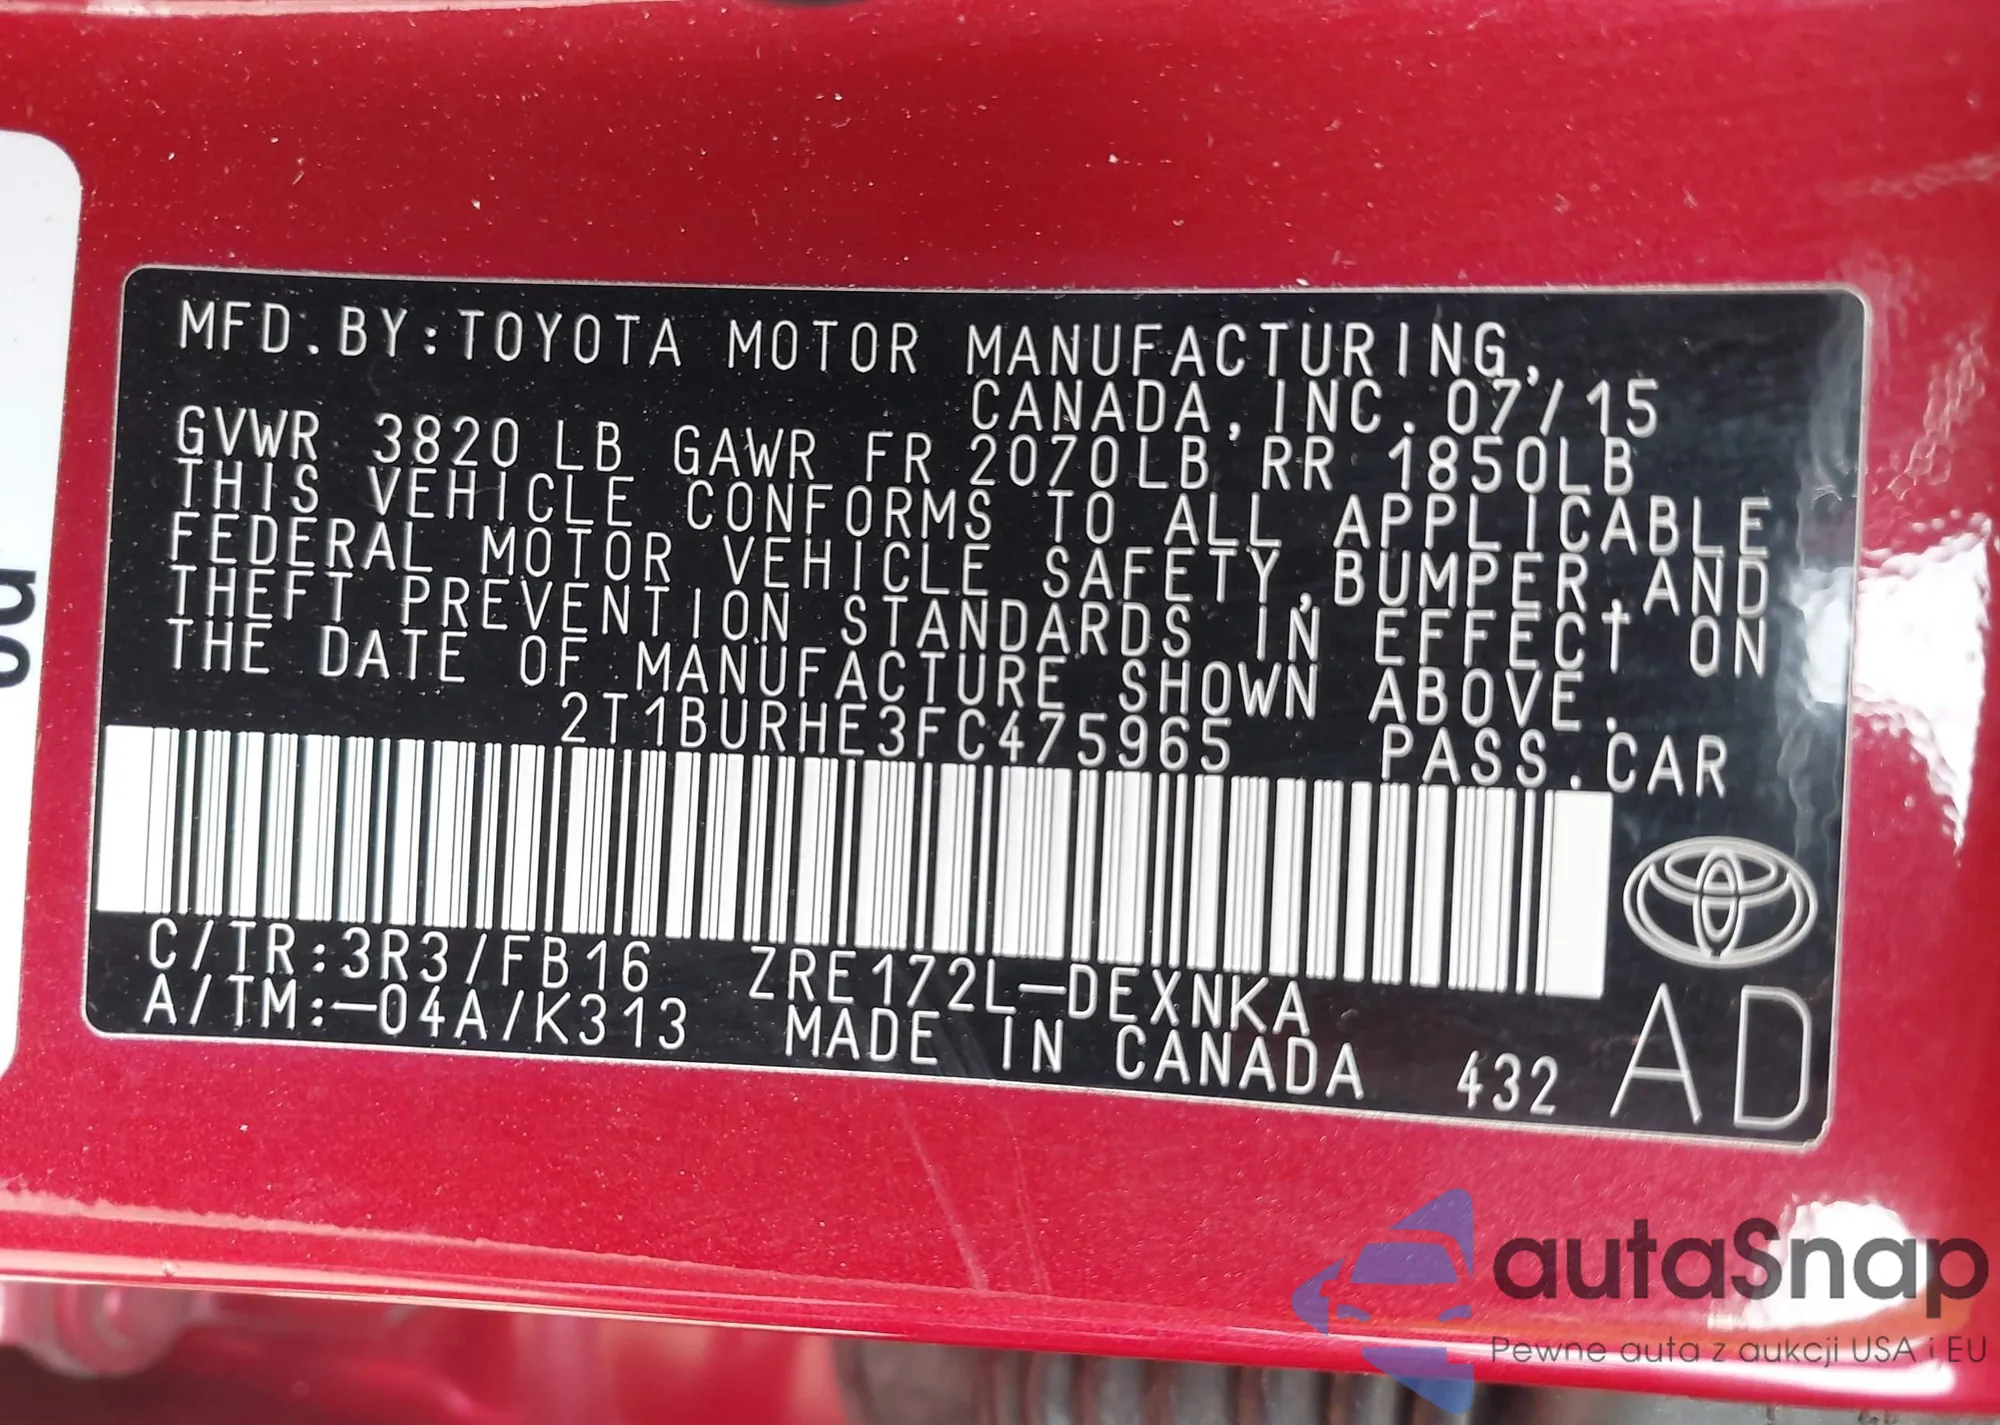 MFD.BY:TOYOTA MOTOR MANUFACTURING,
CANADA,INC. 07/15
GVWR 3820 LB GAWR FR 2070LB RR 1850LB
THIS VEHICLE CONFORMS TO ALL APPLICABLE
FEDERAL MOTOR VEHICLE SAFETY,BUMPER,AND
THEFT PREVENTION STANDARDS IN EFFECT ON
THE DATE OF MANUFACTURE SHOWN ABOVE.
2T1BURHE3FC475965 PASS.CAR
C/TR:3R3/FB16 ZRE172L-DEXNKA
A/TM:-04A/K313 MADE IN CANADA 432 AD
autaSnap
Pewne auta z aukcji USA i EU